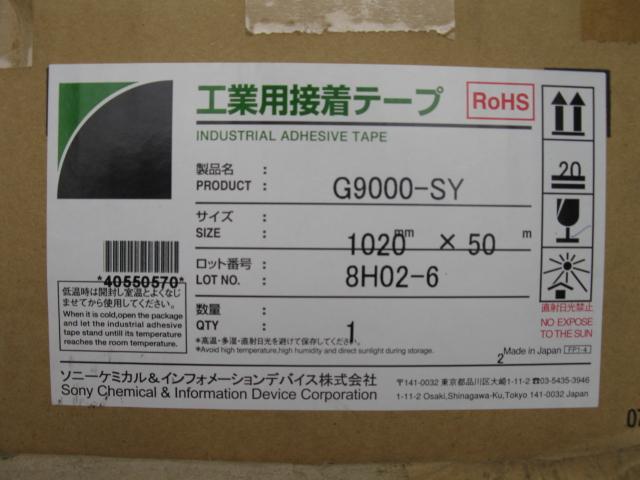 工業用接着テープ RoHS
INDUSTRIAL ADHESIVE TAPE
製品名 :
PRODUCT : G9000-SY
サイズ :
SIZE : 1020mm × 50 m
ロット番号 :
LOT NO. : 8H02-6
数量 :
QTY : 1
*高温・多湿・直射日光を避けて保存してください。
*Avoid high temperature,high humidity and direct sunlight during storage.
*40550570*
低温時は開封し室温とよくなじ
ませてから使用してください。
When it is cold,open the package
and let the industrial adhesive
tape stand until its temperature
reaches the room temperature.
20
直射日光禁止
NO EXPOSE
TO THE SUN
2 Made in Japan FP1-4
ソニーケミカル&インフォメーションデバイス株式会社
Sony Chemical & Information Device Corporation
〒141-0032 東京都品川区大崎1-11-2 ☎03-5435-3946
1-11-2 Osaki,Shinagawa-Ku,Tokyo 141-0032 Japan